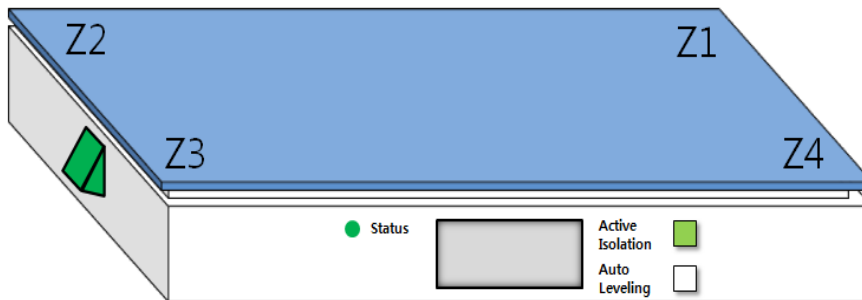 Z2
Z1
Z3
Z4
Status
Active
Isolation
Auto
Leveling